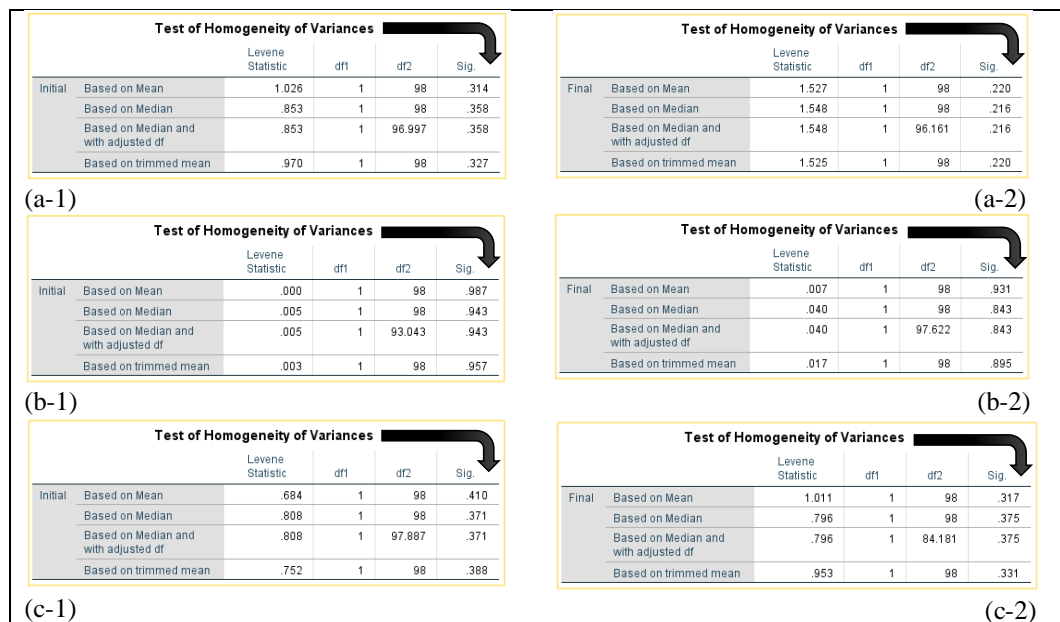 Test of Homogeneity of Variances
Levene Statistic df1 df2 Sig.
Initial Based on Mean 1.026 1 98 .314
Based on Median .853 1 98 .358
Based on Median and with adjusted df .853 1 96.997 .358
Based on trimmed mean .970 1 98 .327
(a-1)
Test of Homogeneity of Variances
Levene Statistic df1 df2 Sig.
Final Based on Mean 1.527 1 98 .220
Based on Median 1.548 1 98 .216
Based on Median and with adjusted df 1.548 1 96.161 .216
Based on trimmed mean 1.525 1 98 .220
(a-2)
Test of Homogeneity of Variances
Levene Statistic df1 df2 Sig.
Initial Based on Mean .000 1 98 .987
Based on Median .005 1 98 .943
Based on Median and with adjusted df .005 1 93.043 .943
Based on trimmed mean .003 1 98 .957
(b-1)
Test of Homogeneity of Variances
Levene Statistic df1 df2 Sig.
Final Based on Mean .007 1 98 .931
Based on Median .040 1 98 .843
Based on Median and with adjusted df .040 1 97.622 .843
Based on trimmed mean .017 1 98 .895
(b-2)
Test of Homogeneity of Variances
Levene Statistic df1 df2 Sig.
Initial Based on Mean .684 1 98 .410
Based on Median .808 1 98 .371
Based on Median and with adjusted df .808 1 97.887 .371
Based on trimmed mean .752 1 98 .388
(c-1)
Test of Homogeneity of Variances
Levene Statistic df1 df2 Sig.
Final Based on Mean 1.011 1 98 .317
Based on Median .796 1 98 .375
Based on Median and with adjusted df .796 1 84.181 .375
Based on trimmed mean .953 1 98 .331
(c-2)